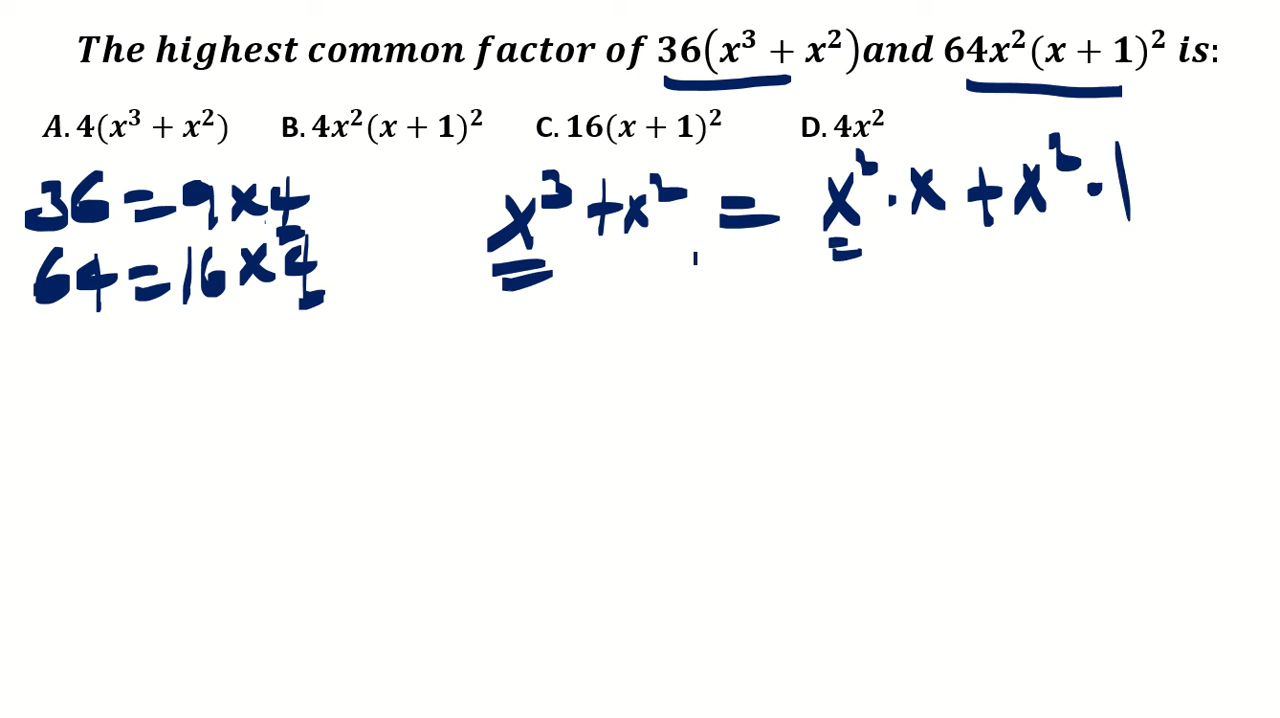 The highest common factor of 36(x³ + x²)and 64x²(x + 1)² is:
A. 4(x³ + x²) B. 4x²(x + 1)² C. 16(x + 1)² D. 4x²
36 = 9 x 4
64 = 16 x 4
x³ + x² = x² · x + x² · 1